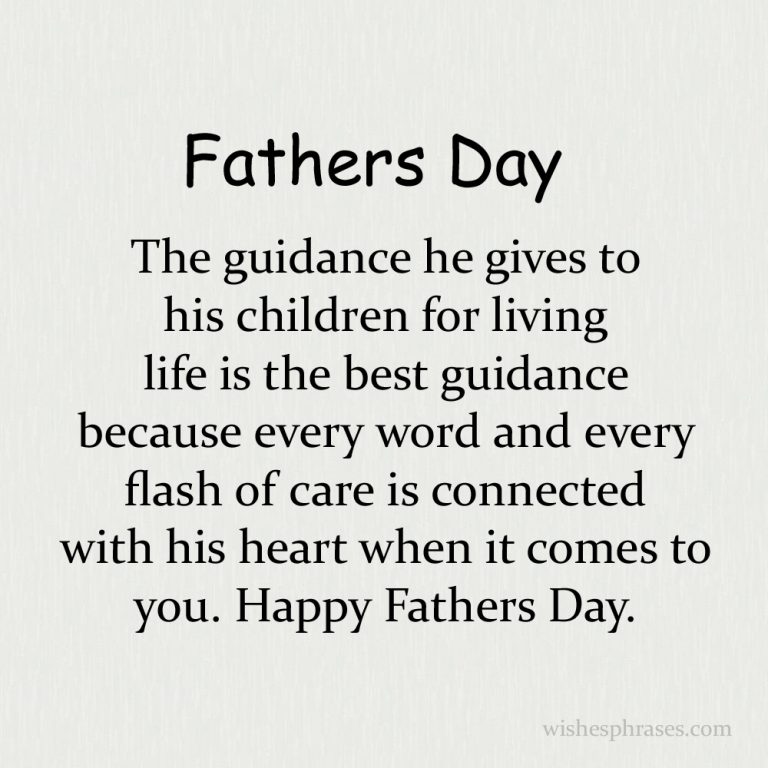 Fathers Day
The guidance he gives to
his children for living
life is the best guidance
because every word and every
flash of care is connected
with his heart when it comes to
you. Happy Fathers Day.
wishesphrases.com